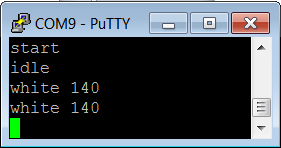 COM9 - PuTTY
start
idle
white 140
white 140